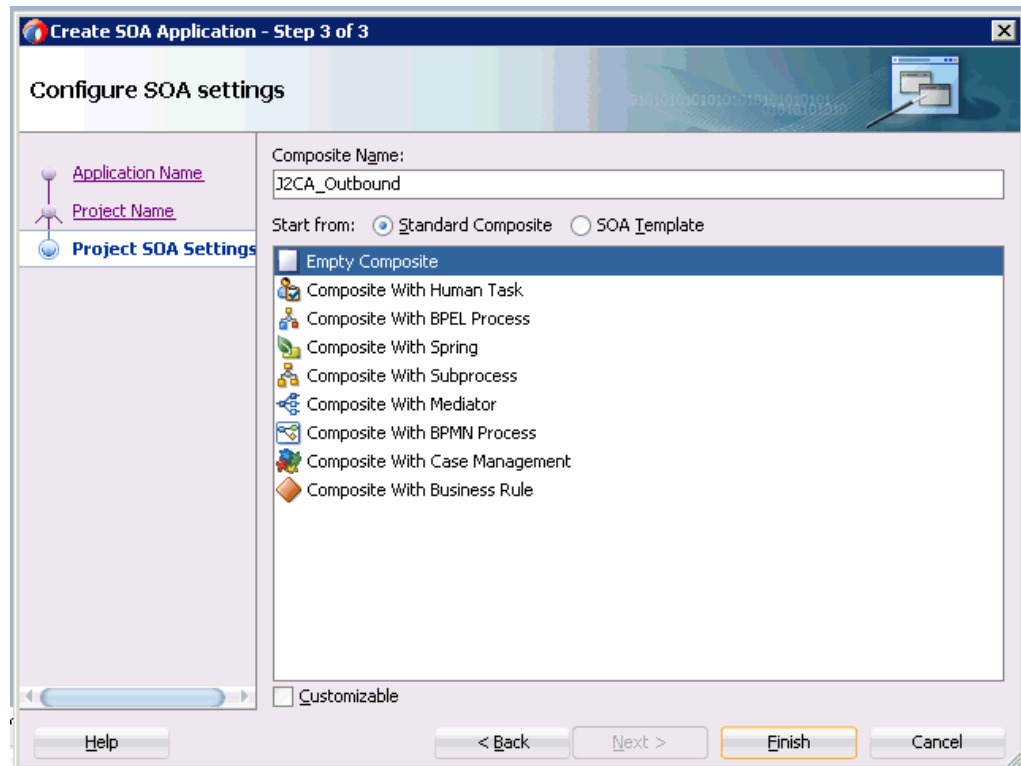 Create SOA Application - Step 3 of 3
Configure SOA settings
Application Name
Project Name
Project SOA Settings
Composite Name:
J2CA_Outbound
Start from: Standard Composite SOA Template
Empty Composite
Composite With Human Task
Composite With BPEL Process
Composite With Spring
Composite With Subprocess
Composite With Mediator
Composite With BPMN Process
Composite With Case Management
Composite With Business Rule
Customizable
Help < Back Next > Finish Cancel